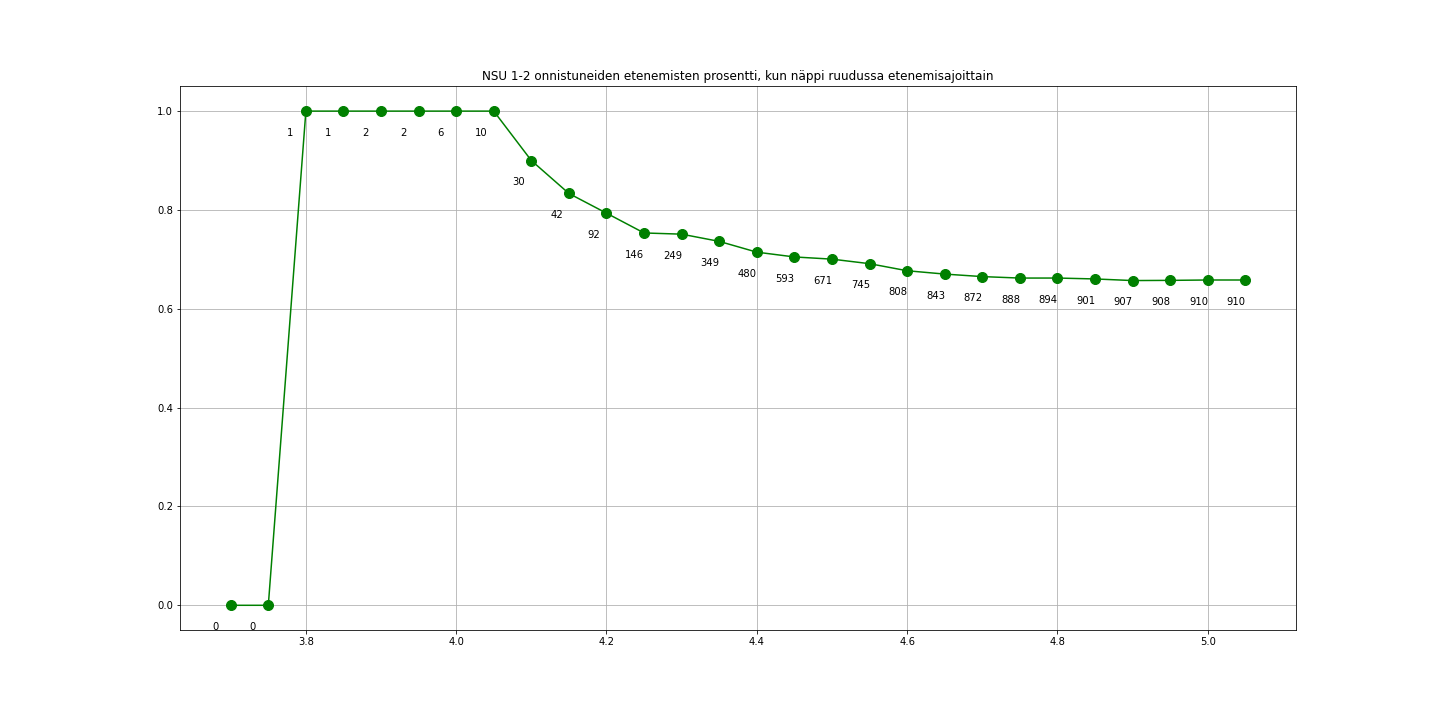 NSU 1-2 onnistuneiden etenemisten prosentti, kun näppi ruudussa etenemisajoittain
1.0
1 1 2 2 6 10
30
0.8
42
92
146 249 349
480 593 671 745
808 843 872 888 894 901 907 908 910 910
0.6
0.4
0.2
0.0
0 0
3.8 4.0 4.2 4.4 4.6 4.8 5.0